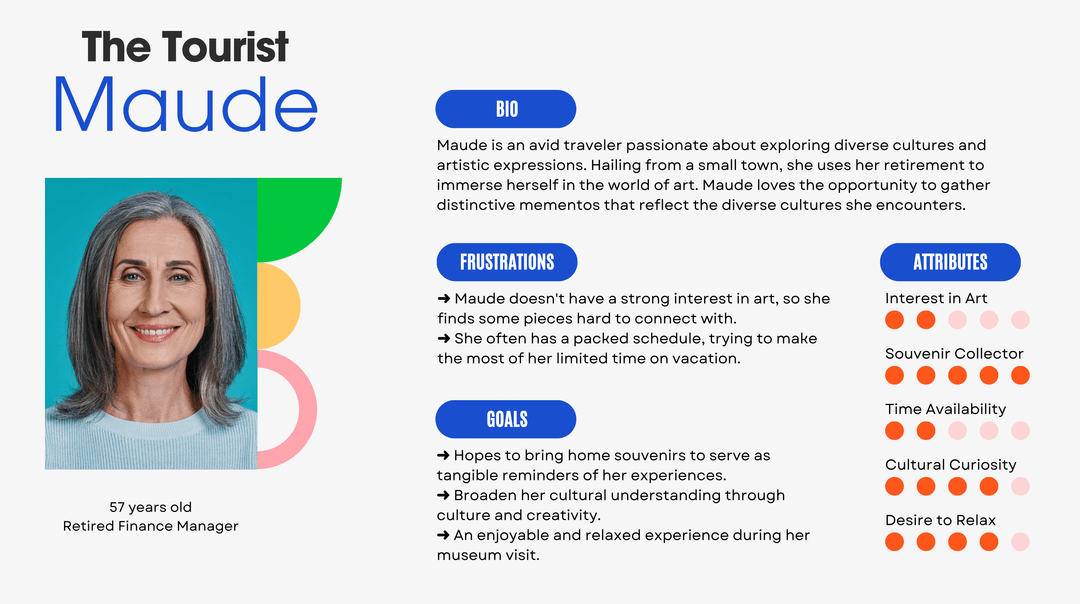 The Tourist
Maude
57 years old
Retired Finance Manager
BIO
Maude is an avid traveler passionate about exploring diverse cultures and
artistic expressions. Hailing from a small town, she uses her retirement to
immerse herself in the world of art. Maude loves the opportunity to gather
distinctive mementos that reflect the diverse cultures she encounters.
FRUSTRATIONS
➜ Maude doesn't have a strong interest in art, so she
finds some pieces hard to connect with.
➜ She often has a packed schedule, trying to make
the most of her limited time on vacation.
GOALS
➜ Hopes to bring home souvenirs to serve as
tangible reminders of her experiences.
➜ Broaden her cultural understanding through
culture and creativity.
➜ An enjoyable and relaxed experience during her
museum visit.
ATTRIBUTES
Interest in Art
Souvenir Collector
Time Availability
Cultural Curiosity
Desire to Relax